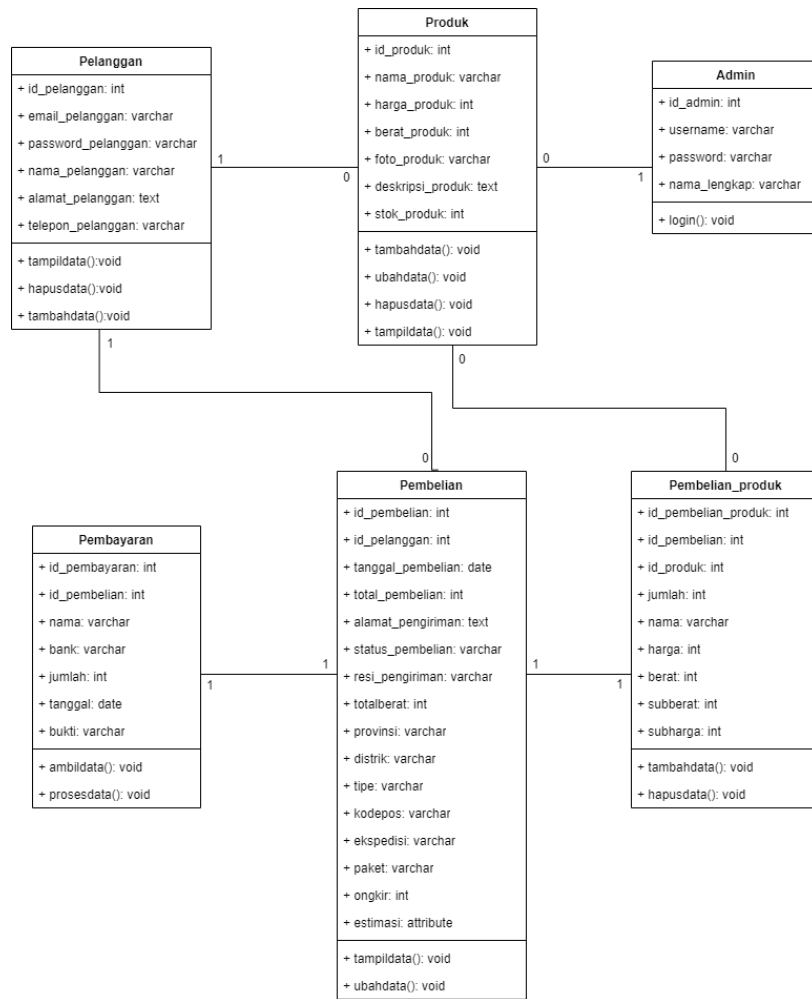 Produk
+ id_produk: int
+ nama_produk: varchar
+ harga_produk: int
+ berat_produk: int
+ foto_produk: varchar
+ deskripsi_produk: text
+ stok_produk: int
+ tambahdata(): void
+ ubahdata(): void
+ hapusdata(): void
+ tampildata(): void
Pelanggan
+ id_pelanggan: int
+ email_pelanggan: varchar
+ password_pelanggan: varchar
+ nama_pelanggan: varchar
+ alamat_pelanggan: text
+ telepon_pelanggan: varchar
+ tampildata():void
+ hapusdata():void
+ tambahdata():void
Admin
+ id_admin: int
+ username: varchar
+ password: varchar
+ nama_lengkap: varchar
+ login(): void
1
0
0
1
1
0
0
0
Pembelian
+ id_pembelian: int
+ id_pelanggan: int
+ tanggal_pembelian: date
+ total_pembelian: int
+ alamat_pengiriman: text
+ status_pembelian: varchar
+ resi_pengiriman: varchar
+ totalberat: int
+ provinsi: varchar
+ distrik: varchar
+ tipe: varchar
+ kodepos: varchar
+ ekspedisi: varchar
+ paket: varchar
+ ongkir: int
+ estimasi: attribute
+ tampildata(): void
+ ubahdata(): void
Pembelian_produk
+ id_pembelian_produk: int
+ id_pembelian: int
+ id_produk: int
+ jumlah: int
+ nama: varchar
+ harga: int
+ berat: int
+ subberat: int
+ subharga: int
+ tambahdata(): void
+ hapusdata(): void
Pembayaran
+ id_pembayaran: int
+ id_pembelian: int
+ nama: varchar
+ bank: varchar
+ jumlah: int
+ tanggal: date
+ bukti: varchar
+ ambildata(): void
+ prosesdata(): void
1
1
1
1